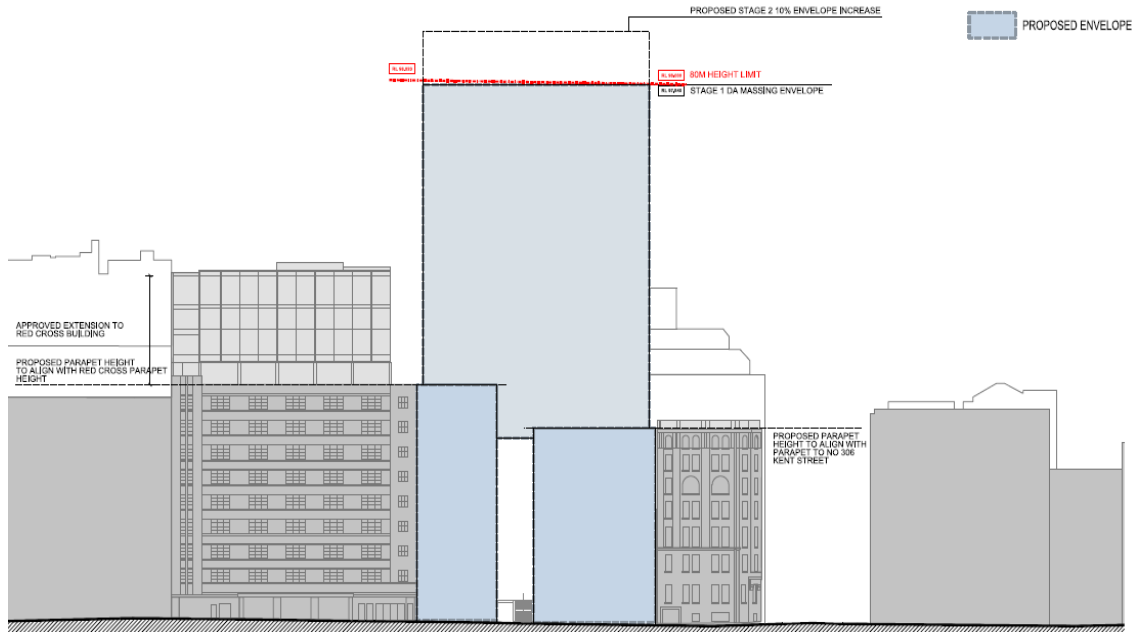 PROPOSED STAGE 2 10% ENVELOPE INCREASE
PROPOSED ENVELOPE
80M HEIGHT LIMIT
STAGE 1 DA MASSING ENVELOPE
APPROVED EXTENSION TO
RED CROSS BUILDING
PROPOSED PARAPET HEIGHT
TO ALIGN WITH RED CROSS PARAPET
HEIGHT
PROPOSED PARAPET
HEIGHT TO ALIGN WITH
PARAPET TO NO 306
KENT STREET